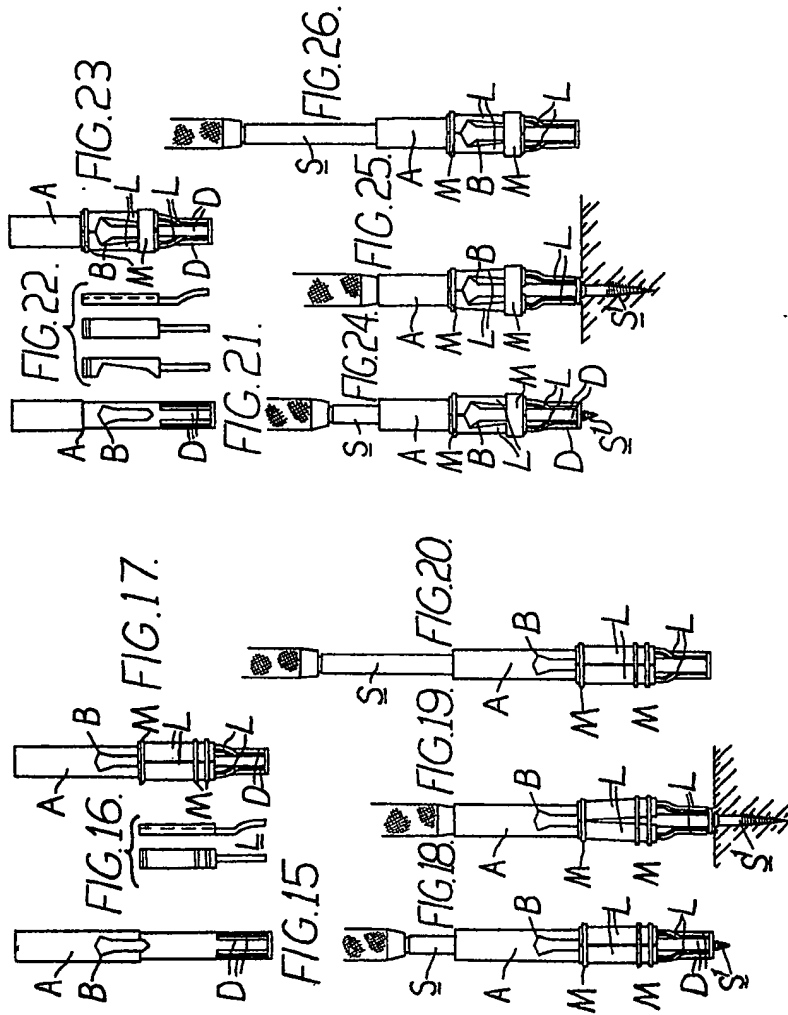 FIG.15
A
B
D
FIG.16.
L
FIG.17.
A
B
M
L
M
L
D
FIG.18.
S
A
B
M
L
M
L
D
S'
FIG.19.
A
B
M
L
M
L
S'
FIG.20.
S
A
B
M
L
M
L
FIG.21.
A
B
D
FIG.22.
FIG.23
A
B
L
M
L
D
D
FIG.24.
S
A
M
B
L
M
L
D
D
S'
FIG.25.
A
M
B
L
M
L
S'
FIG.26.
S
A
M
B
L
M
L